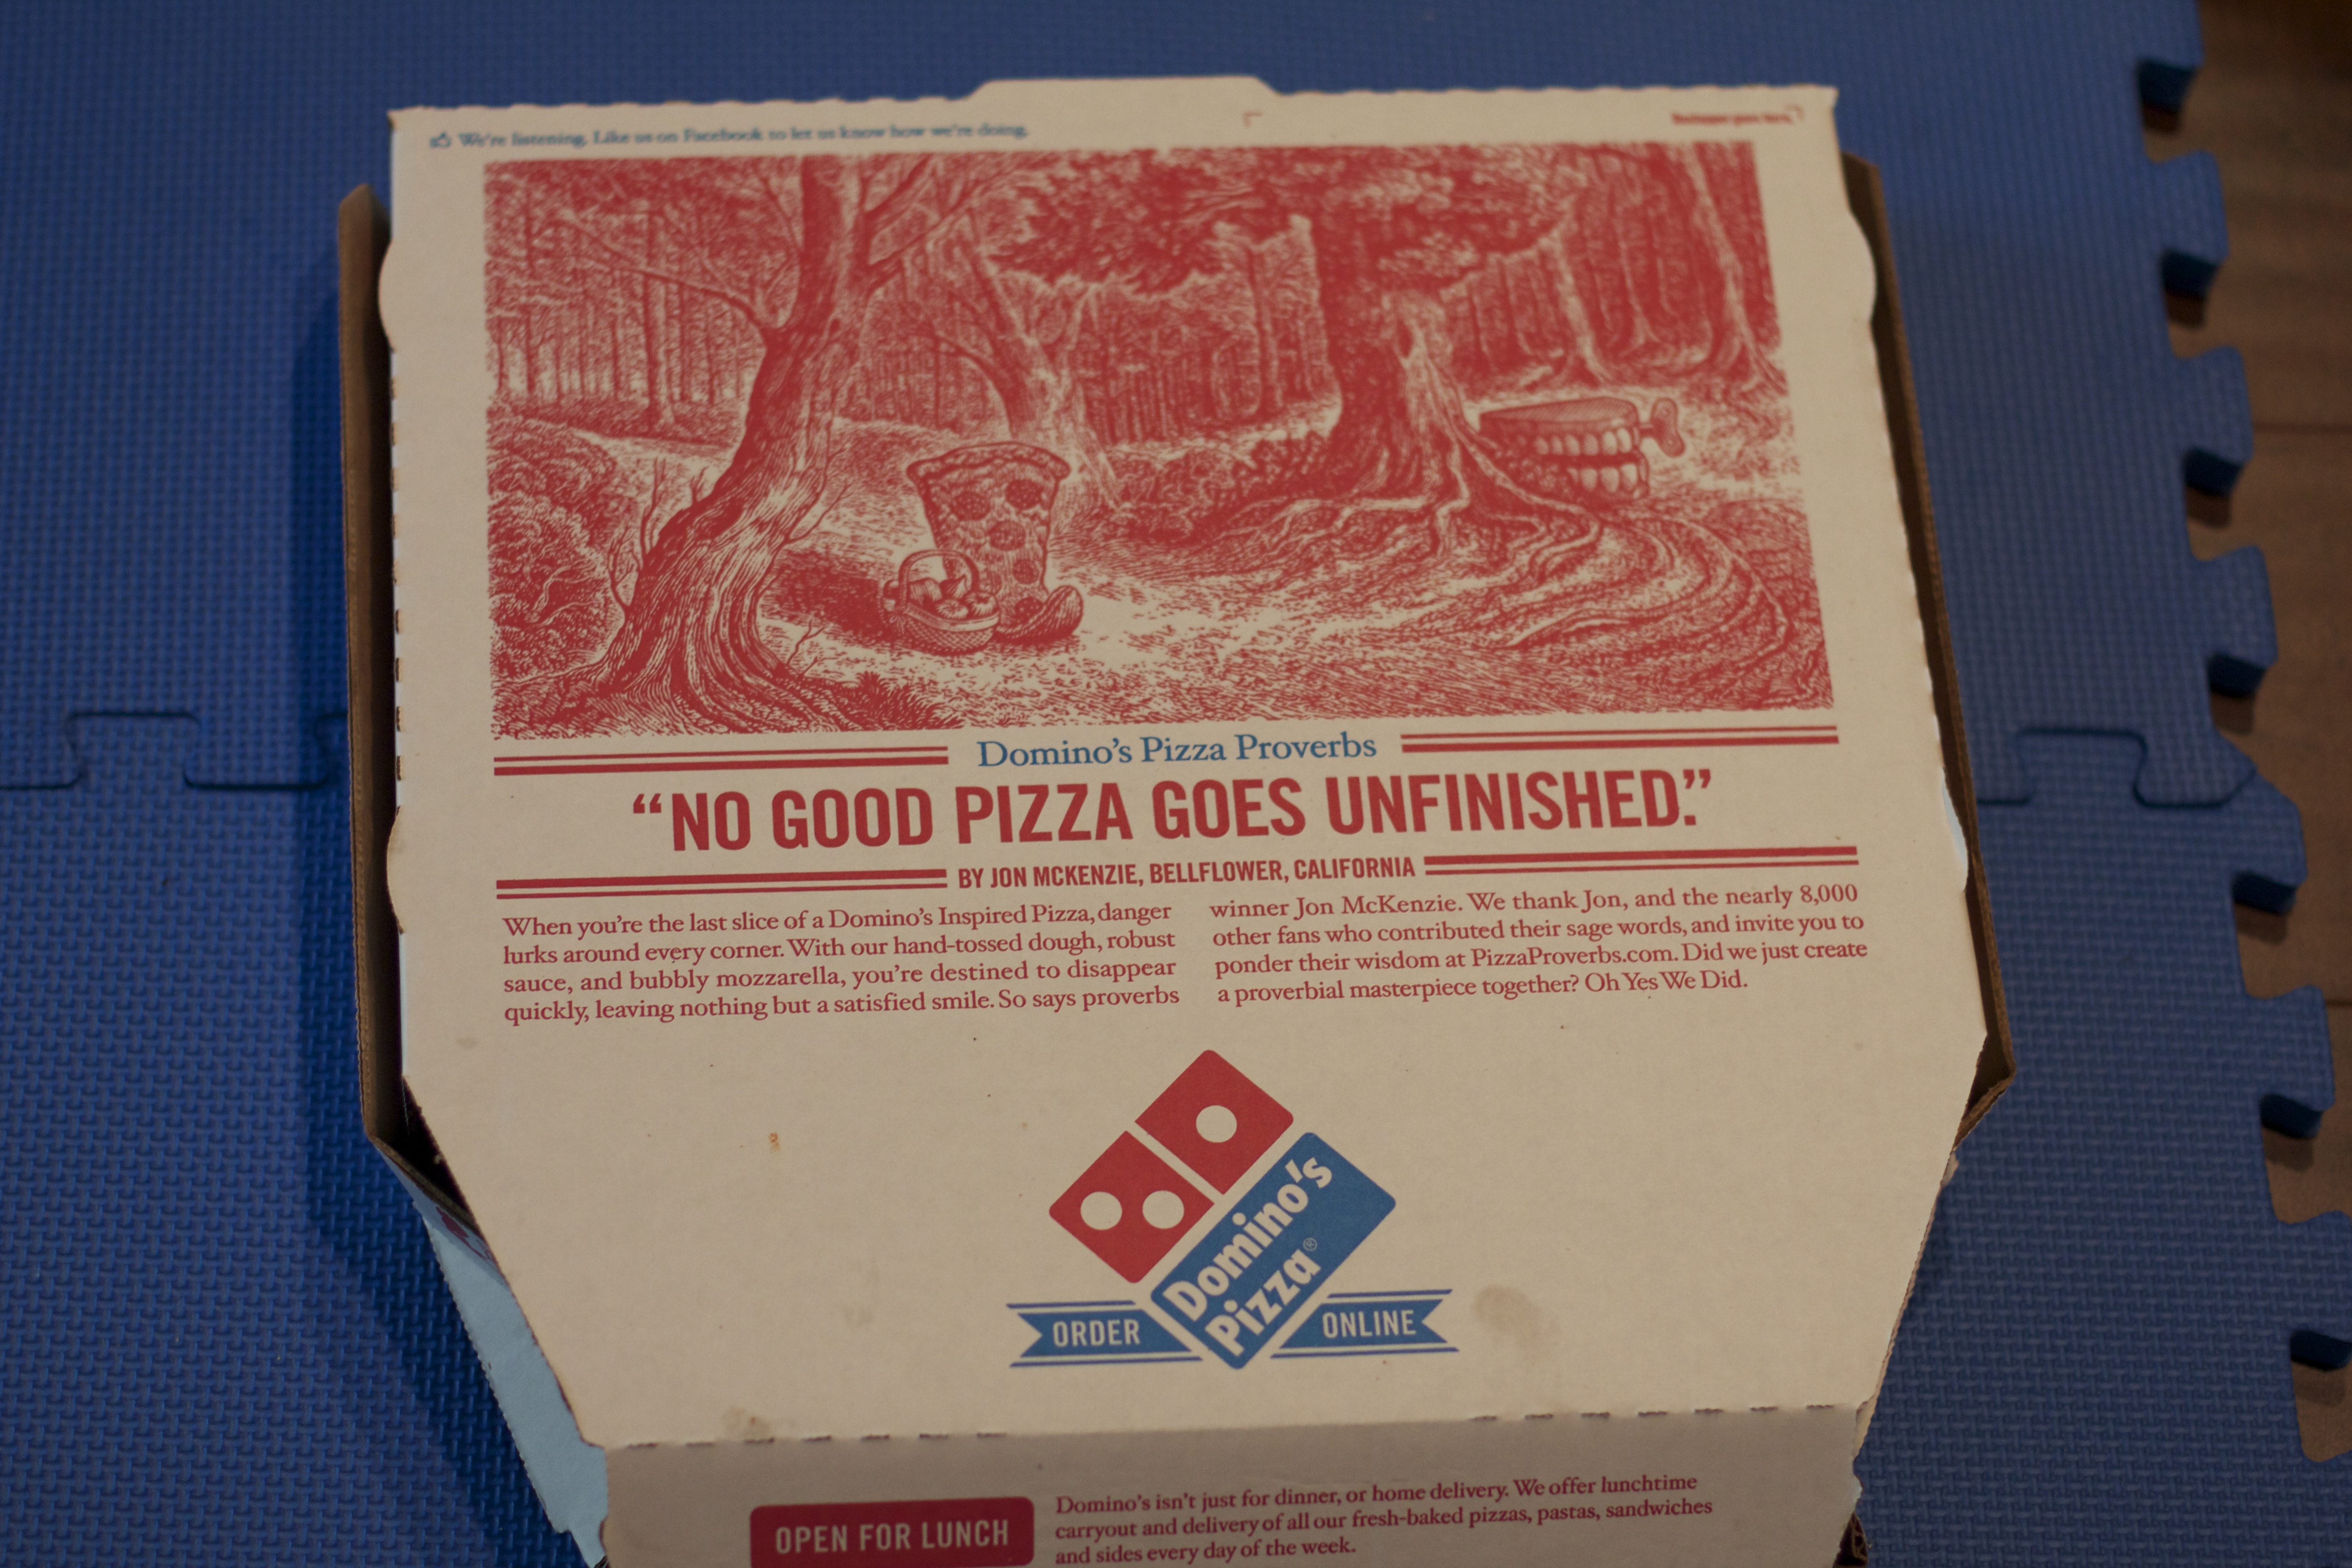 We're listening. Like us on Facebook to let us know how we're doing.
Domino's Pizza Proverbs
“NO GOOD PIZZA GOES UNFINISHED.”
BY JON MCKENZIE, BELLFLOWER, CALIFORNIA
When you're the last slice of a Domino's Inspired Pizza, danger
lurks around every corner. With our hand-tossed dough, robust
sauce, and bubbly mozzarella, you're destined to disappear
quickly, leaving nothing but a satisfied smile. So says proverbs
winner Jon McKenzie. We thank Jon, and the nearly 8,000
other fans who contributed their sage words, and invite you to
ponder their wisdom at PizzaProverbs.com. Did we just create
a proverbial masterpiece together? Oh Yes We Did.
Domino's
Pizza®
ORDER ONLINE
OPEN FOR LUNCH
Domino's isn't just for dinner, or home delivery. We offer lunchtime
carryout and delivery of all our fresh-baked pizzas, pastas, sandwiches
and sides every day of the week.